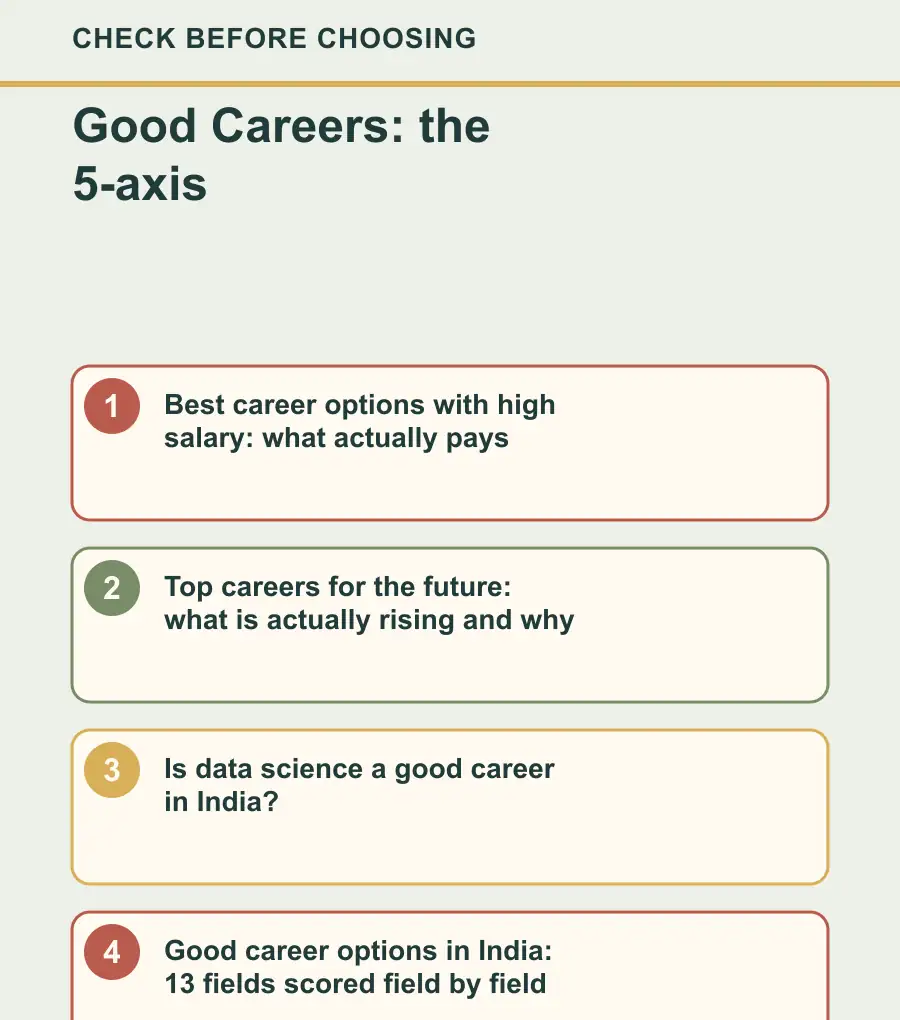 CHECK BEFORE CHOOSING
Good Careers: the
5-axis
1
Best career options with high
salary: what actually pays
2
Top careers for the future:
what is actually rising and why
3
Is data science a good career
in India?
4
Good career options in India:
13 fields scored field by field